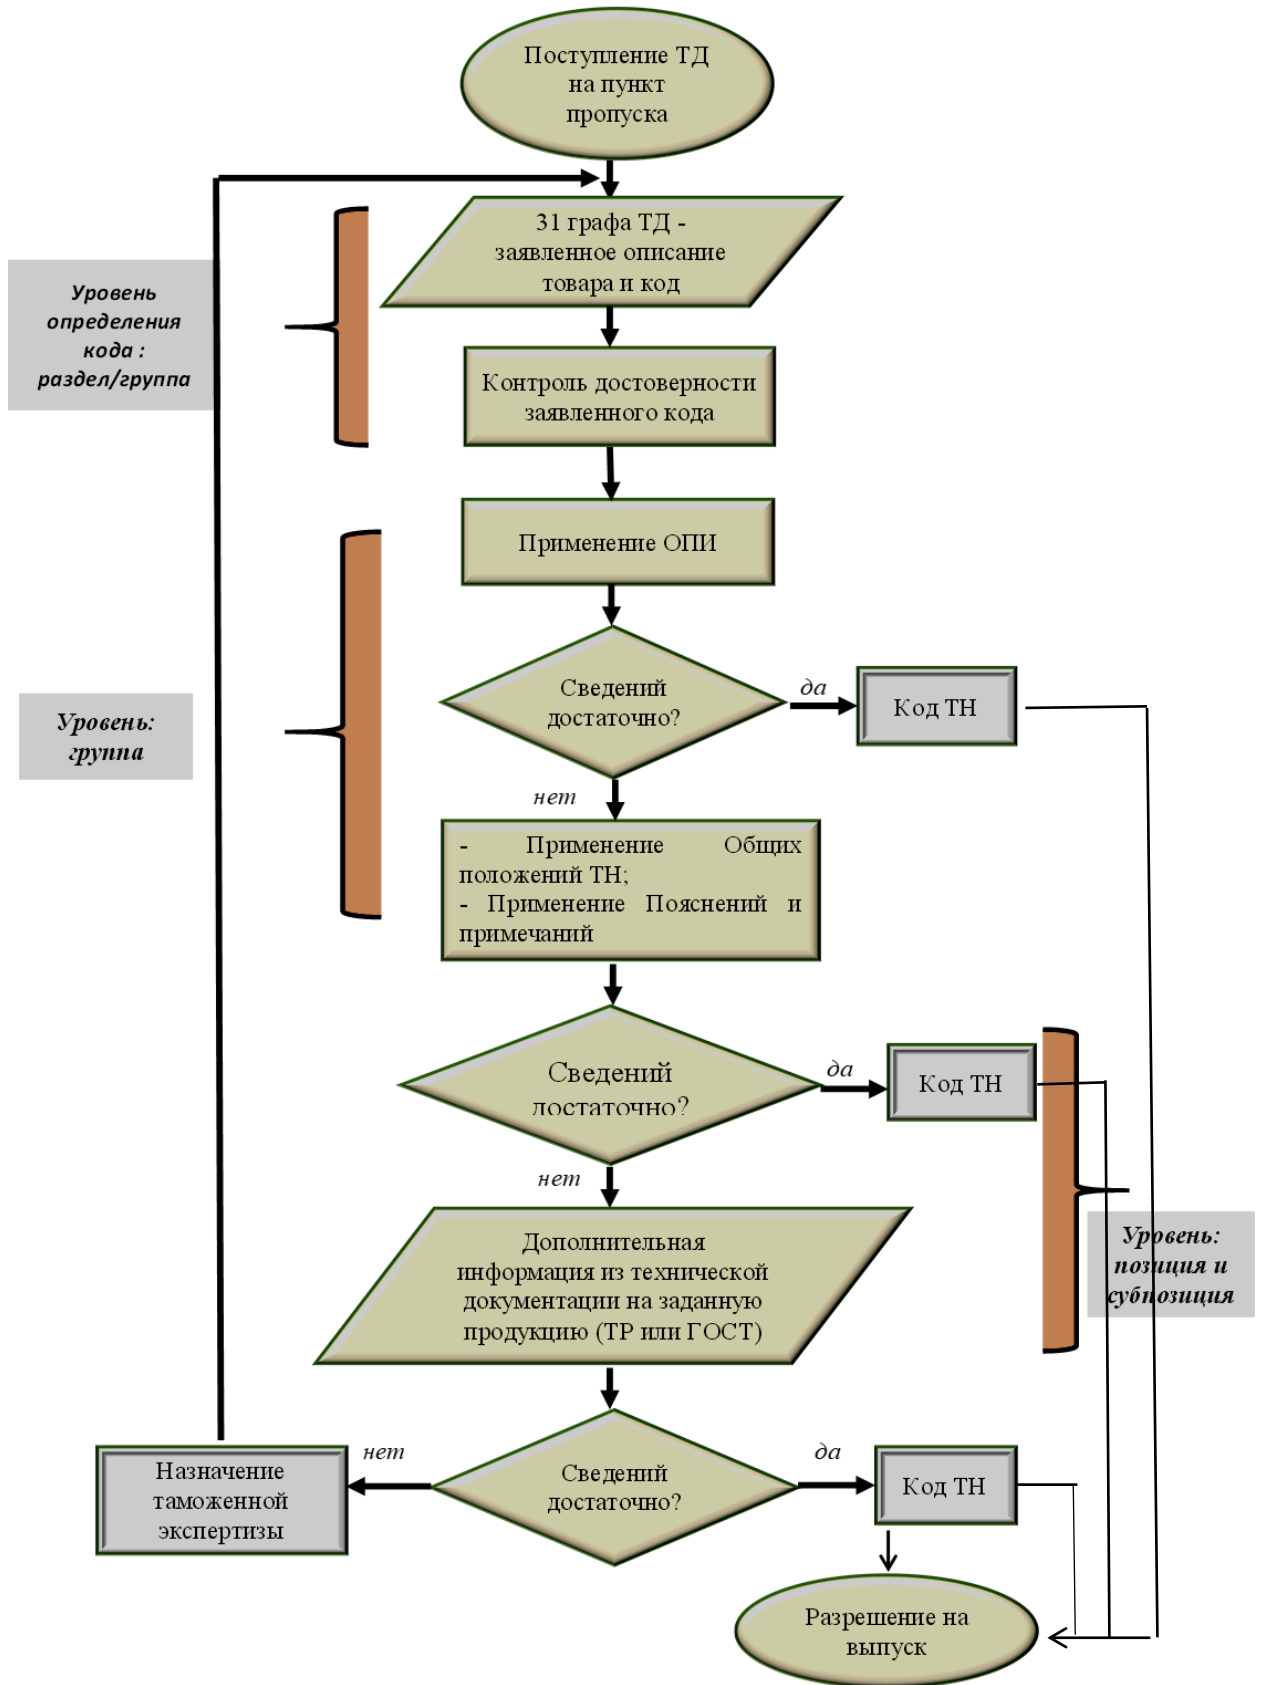 Поступление ТД
на пункт
пропуска
31 графа ТД -
заявленное описание
товара и код
Уровень
определения
кода :
раздел/группа
Контроль достоверности
заявленного кода
Применение ОПИ
Сведений
достаточно?
да
Код ТН
Уровень:
группа
нет
- Применение Общих
положений ТН;
- Применение Пояснений и
примечаний
Сведений
достаточно?
да
Код ТН
нет
Дополнительная
информация из технической
документации на заданную
продукцию (ТР или ГОСТ)
Уровень:
позиция и
субпозиция
Сведений
достаточно?
нет
да
Назначение
таможенной
экспертизы
Код ТН
Разрешение на
выпуск